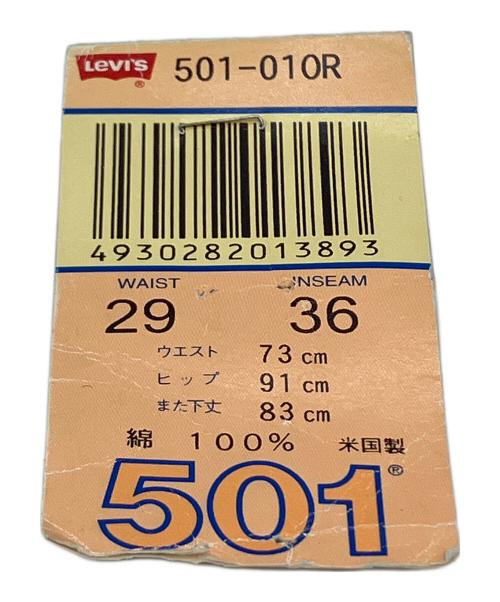 Levi's® 501-010R
4930282013893
WAIST INSEAM
29 36
ウエスト 73 cm
ヒップ 91 cm
また下丈 83 cm
綿 100% 米国製
501®